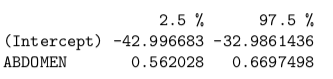 2.5 % 97.5 %
(Intercept) -42.996683 -32.9861436
ABDOMEN 0.562028 0.6697498